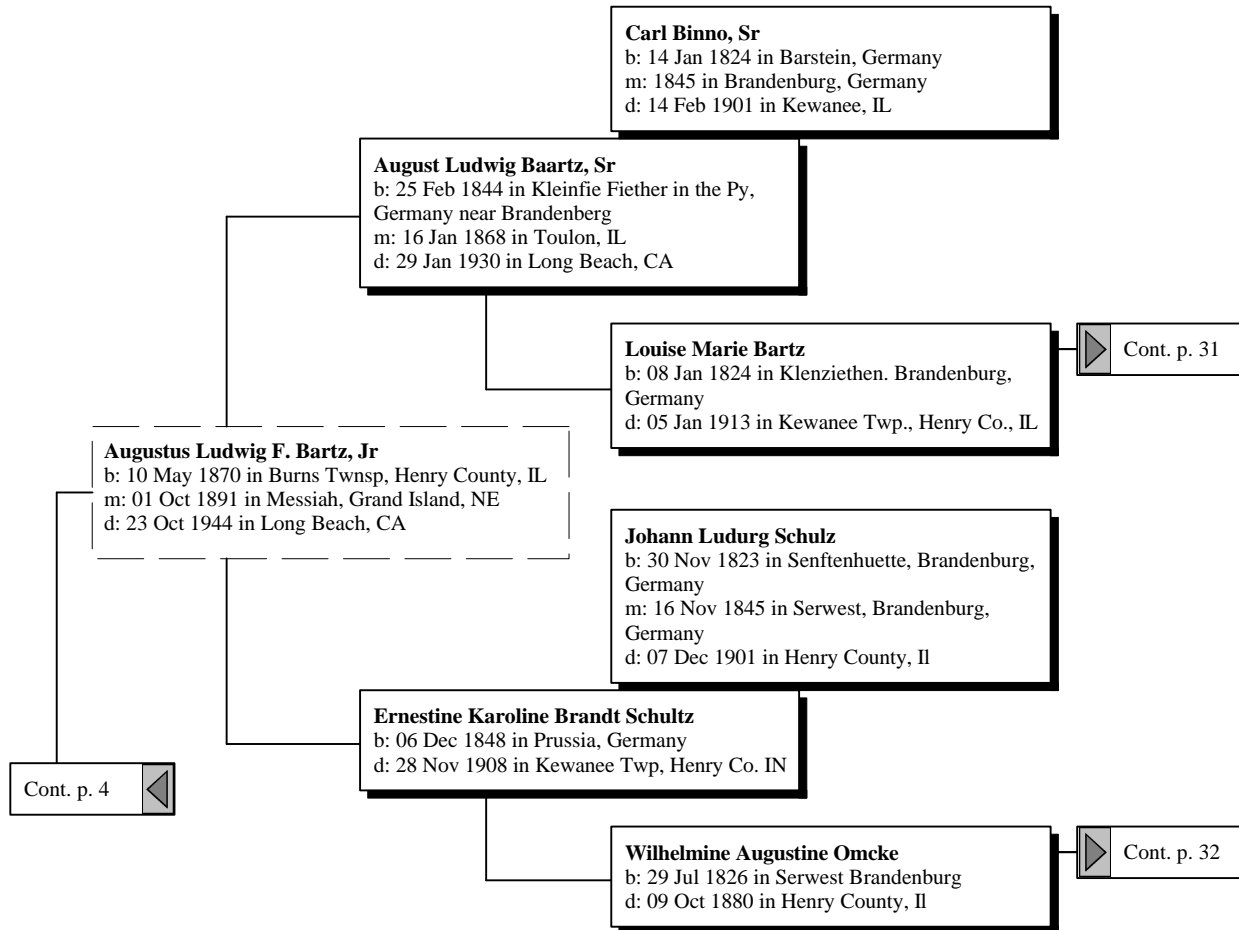 Carl Binno, Sr
b: 14 Jan 1824 in Barstein, Germany
m: 1845 in Brandenburg, Germany
d: 14 Feb 1901 in Kewanee, IL
August Ludwig Baartz, Sr
b: 25 Feb 1844 in Kleinfie Fiether in the Py,
Germany near Brandenberg
m: 16 Jan 1868 in Toulon, IL
d: 29 Jan 1930 in Long Beach, CA
Louise Marie Bartz
b: 08 Jan 1824 in Klenziethen. Brandenburg,
Germany
d: 05 Jan 1913 in Kewanee Twp., Henry Co., IL
Cont. p. 31
Augustus Ludwig F. Bartz, Jr
b: 10 May 1870 in Burns Twnsp, Henry County, IL
m: 01 Oct 1891 in Messiah, Grand Island, NE
d: 23 Oct 1944 in Long Beach, CA
Johann Ludurg Schulz
b: 30 Nov 1823 in Senftenhuette, Brandenburg,
Germany
m: 16 Nov 1845 in Serwest, Brandenburg,
Germany
d: 07 Dec 1901 in Henry County, Il
Ernestine Karoline Brandt Schultz
b: 06 Dec 1848 in Prussia, Germany
d: 28 Nov 1908 in Kewanee Twp, Henry Co. IN
Cont. p. 4
Wilhelmine Augustine Omcke
b: 29 Jul 1826 in Serwest Brandenburg
d: 09 Oct 1880 in Henry County, Il
Cont. p. 32